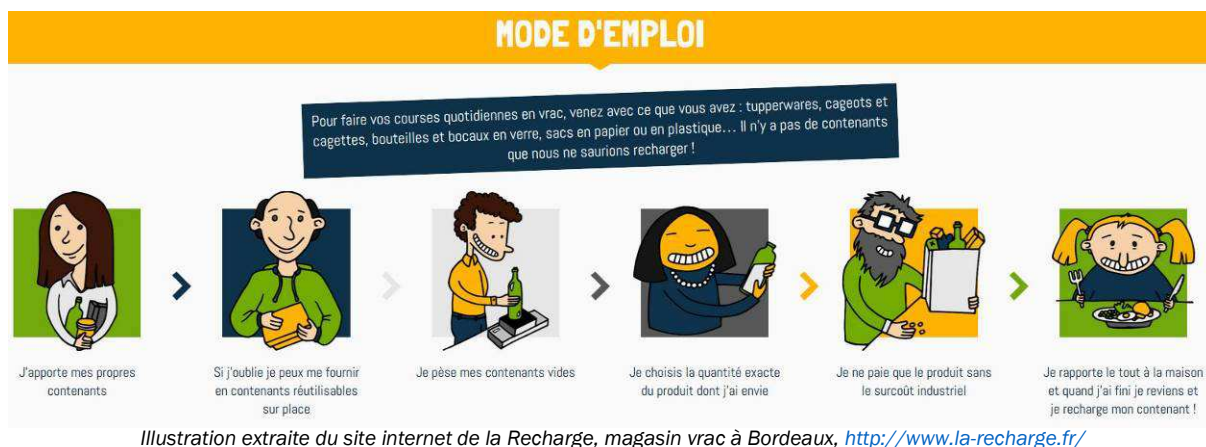 MODE D'EMPLOI
Pour faire vos courses quotidiennes en vrac, venez avec ce que vous avez : tupperwares, cageots et
cagettes, bouteilles et bocaux en verre, sacs en papier ou en plastique... Il n'y a pas de contenants
que nous ne saurions recharger !
J'apporte mes propres
contenants
Si j'oublie je peux me fournir
en contenants réutilisables
sur place
Je pèse mes contenants vides
Je choisis la quantité exacte
du produit dont j'ai envie
Je ne paie que le produit sans
le surcoût industriel
Je rapporte le tout à la maison
et quand j'ai fini je reviens et
je recharge mon contenant !
Illustration extraite du site internet de la Recharge, magasin vrac à Bordeaux, http://www.la-recharge.fr/